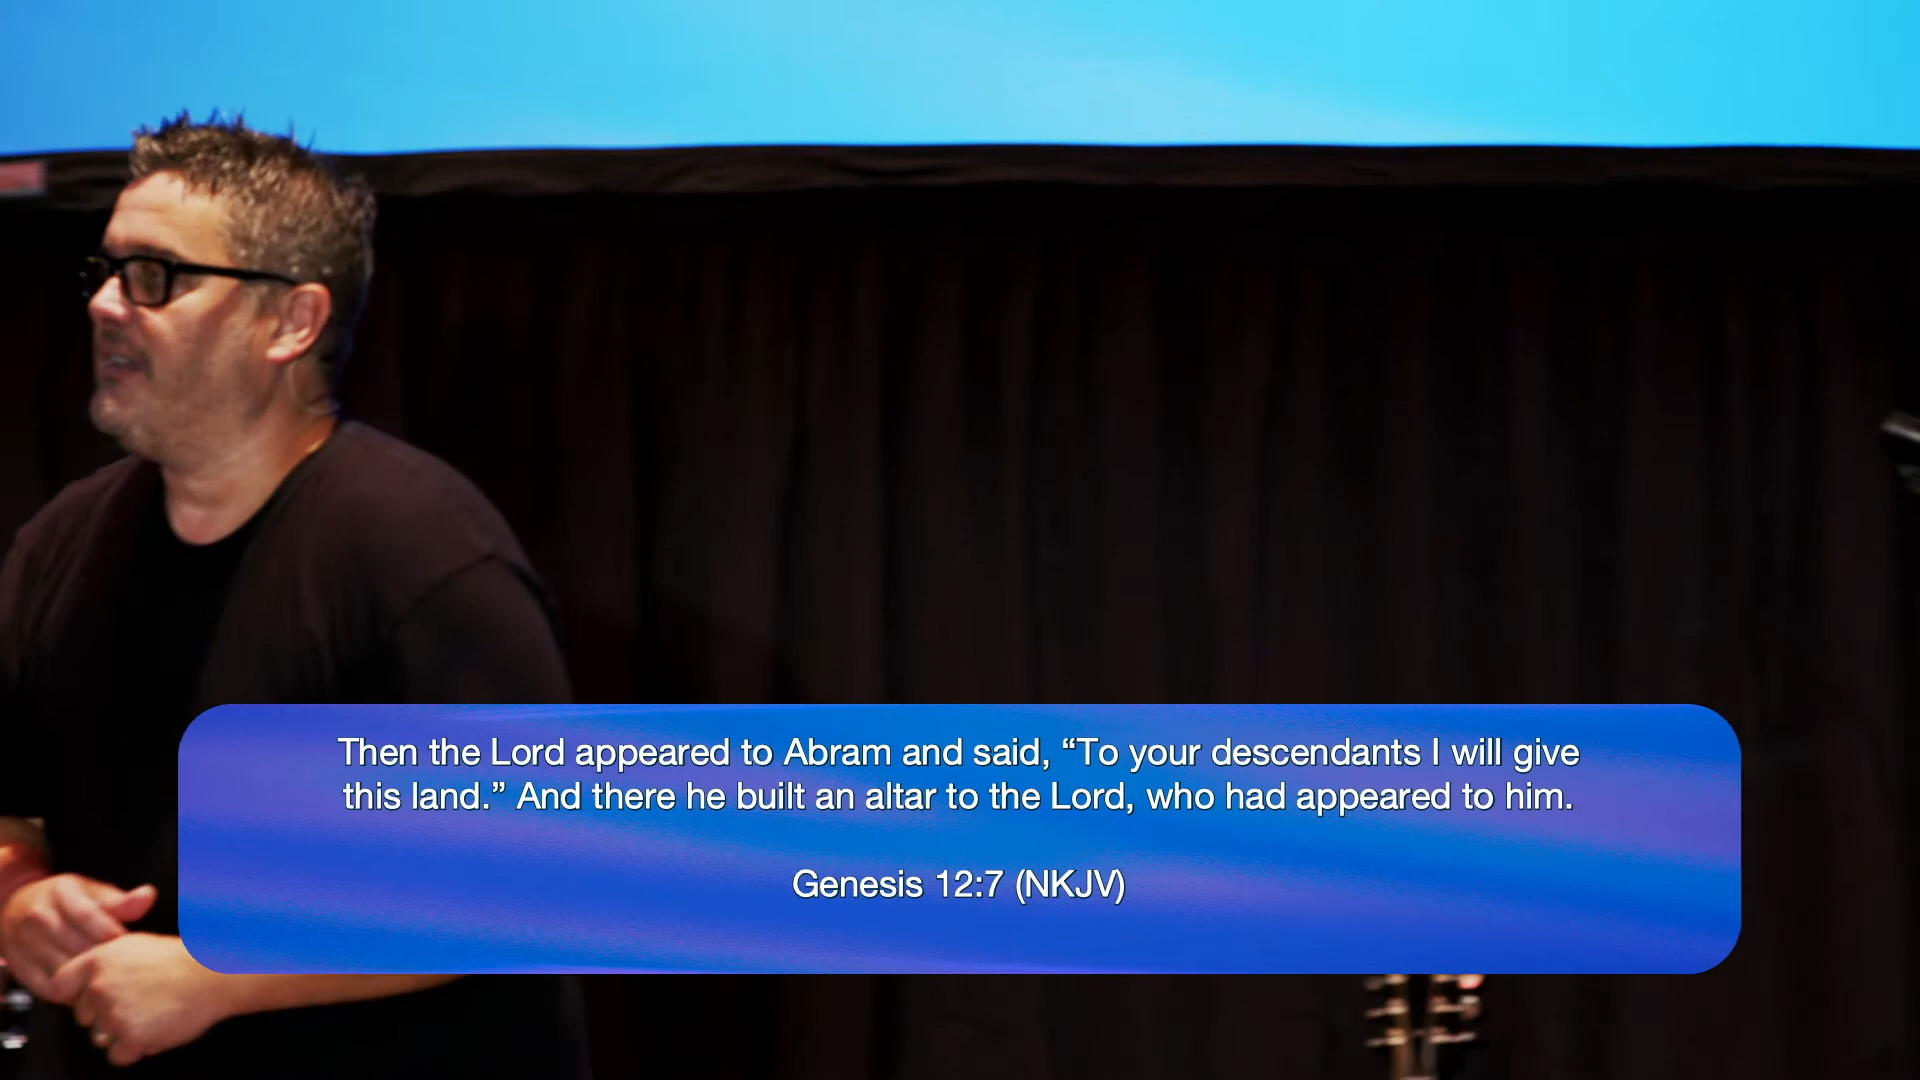 Then the Lord appeared to Abram and said, “To your descendants I will give
this land.” And there he built an altar to the Lord, who had appeared to him.
Genesis 12:7 (NKJV)